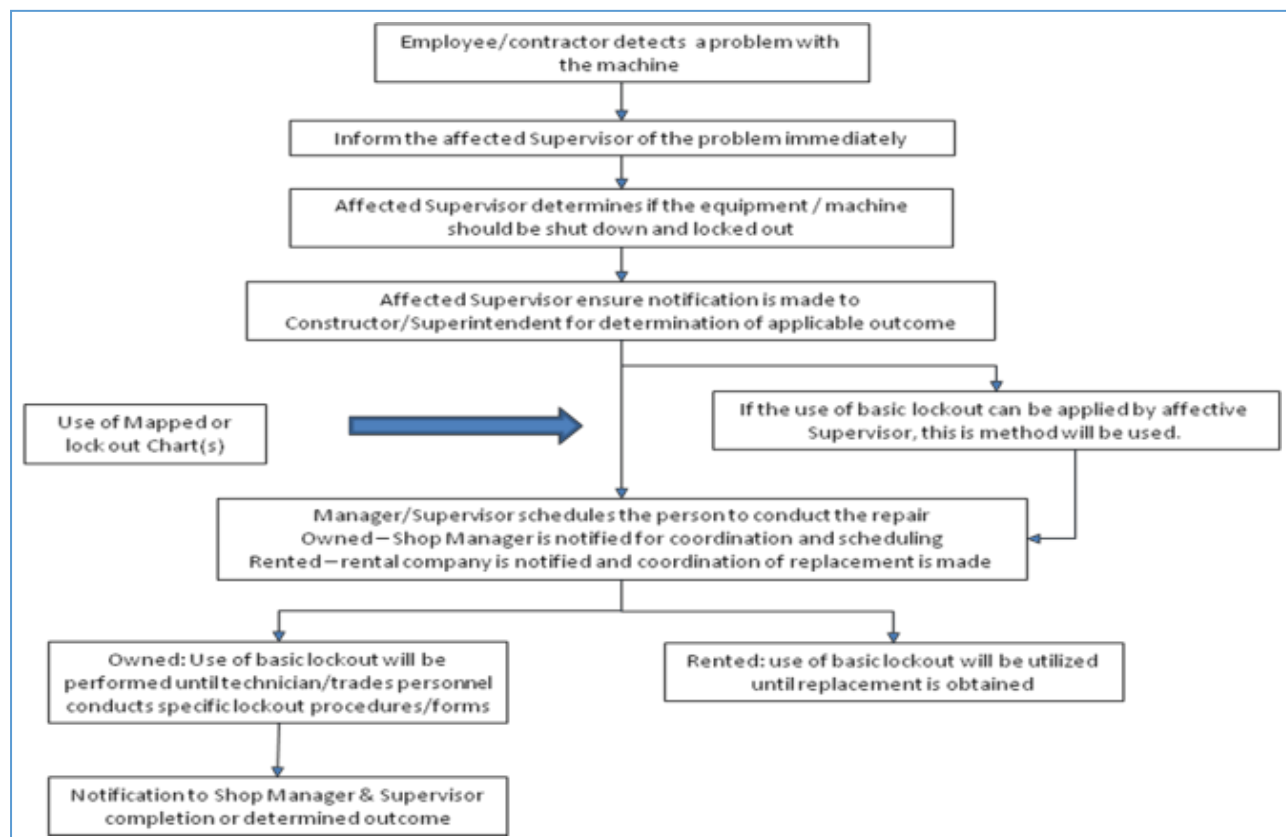 Employee/contractor detects a problem with
the machine
Inform the affected Supervisor of the problem immediately
Affected Supervisor determines if the equipment / machine
should be shut down and locked out
Affected Supervisor ensure notification is made to
Constructor/Superintendent for determination of applicable outcome
Use of Mapped or
lock out Chart(s)
If the use of basic lockout can be applied by affective
Supervisor, this is method will be used.
Manager/Supervisor schedules the person to conduct the repair
Owned – Shop Manager is notified for coordination and scheduling
Rented – rental company is notified and coordination of replacement is made
Owned: Use of basic lockout will be
performed until technician/trades personnel
conducts specific lockout procedures/forms
Rented: use of basic lockout will be utilized
until replacement is obtained
Notification to Shop Manager & Supervisor
completion or determined outcome